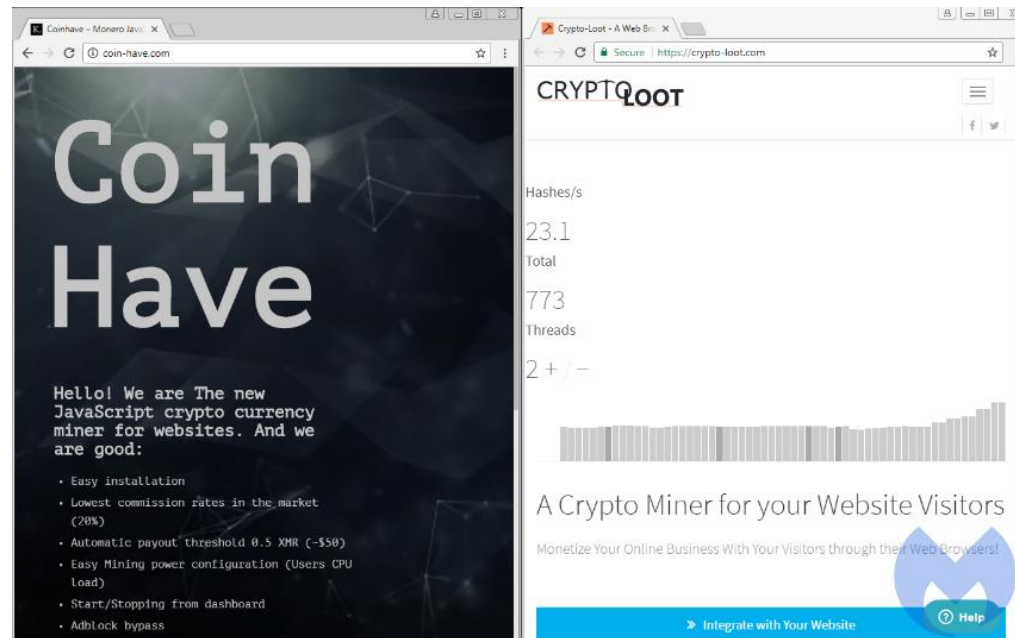 Coinhave – Monero Java
coin-have.com
Coin
Have
Hello! We are The new
JavaScript crypto currency
miner for websites. And we
are good:
• Easy installation
• Lowest commission rates in the market
(20%)
• Automatic payout threshold 0.5 XMR (~$50)
• Easy Mining power configuration (Users CPU
load)
• Start/Stopping from dashboard
• Adblock bypass
Crypto-Loot - A Web Br
Secure https://crypto-loot.com
CRYPTO LOOT
Hashes/s
23.1
Total
773
Threads
2 + / −
A Crypto Miner for your Website Visitors
Monetize Your Online Business With Your Visitors through their Web Browsers!
Integrate with Your Website
Help